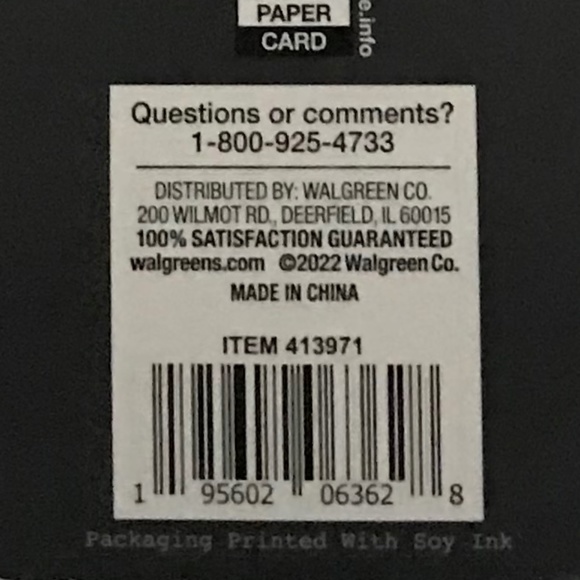 PAPER
CARD
e.info
Questions or comments?
1-800-925-4733
DISTRIBUTED BY: WALGREEN CO.
200 WILMOT RD., DEERFIELD, IL 60015
100% SATISFACTION GUARANTEED
walgreens.com ©2022 Walgreen Co.
MADE IN CHINA
ITEM 413971
1 95602 06362 8
Packaging Printed With Soy Ink